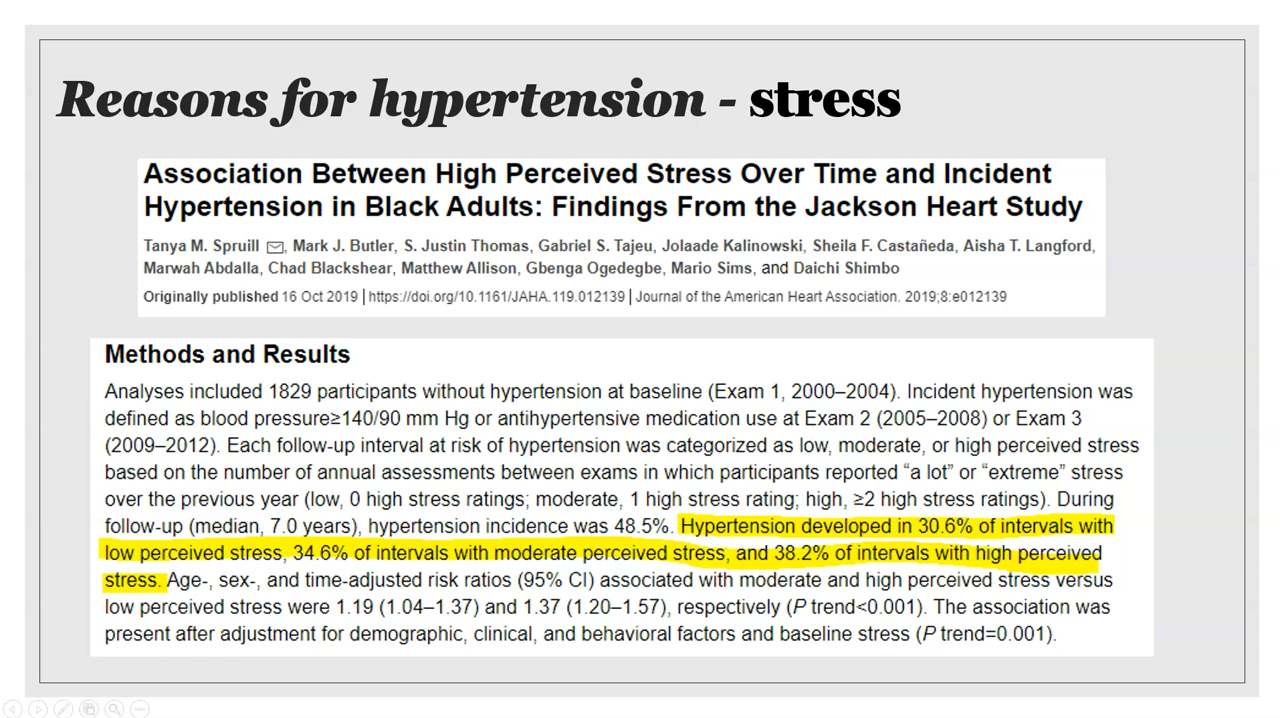 Reasons for hypertension - stress
Association Between High Perceived Stress Over Time and Incident
Hypertension in Black Adults: Findings From the Jackson Heart Study
Tanya M. Spruill, Mark J. Butler, S. Justin Thomas, Gabriel S. Tajeu, Jolaade Kalinowski, Sheila F. Castañeda, Aisha T. Langford,
Marwah Abdalla, Chad Blackshear, Matthew Allison, Gbenga Ogedegbe, Mario Sims, and Daichi Shimbo
Originally published 16 Oct 2019 | https://doi.org/10.1161/JAHA.119.012139 | Journal of the American Heart Association. 2019;8:e012139
Methods and Results
Analyses included 1829 participants without hypertension at baseline (Exam 1, 2000–2004). Incident hypertension was
defined as blood pressure≥140/90 mm Hg or antihypertensive medication use at Exam 2 (2005–2008) or Exam 3
(2009–2012). Each follow-up interval at risk of hypertension was categorized as low, moderate, or high perceived stress
based on the number of annual assessments between exams in which participants reported “a lot” or “extreme” stress
over the previous year (low, 0 high stress ratings; moderate, 1 high stress rating; high, ≥2 high stress ratings). During
follow-up (median, 7.0 years), hypertension incidence was 48.5%. Hypertension developed in 30.6% of intervals with
low perceived stress, 34.6% of intervals with moderate perceived stress, and 38.2% of intervals with high perceived
stress. Age-, sex-, and time-adjusted risk ratios (95% CI) associated with moderate and high perceived stress versus
low perceived stress were 1.19 (1.04–1.37) and 1.37 (1.20–1.57), respectively (P trend<0.001). The association was
present after adjustment for demographic, clinical, and behavioral factors and baseline stress (P trend=0.001).